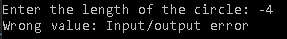 Enter the length of the circle: -4
Wrong value: Input/output error